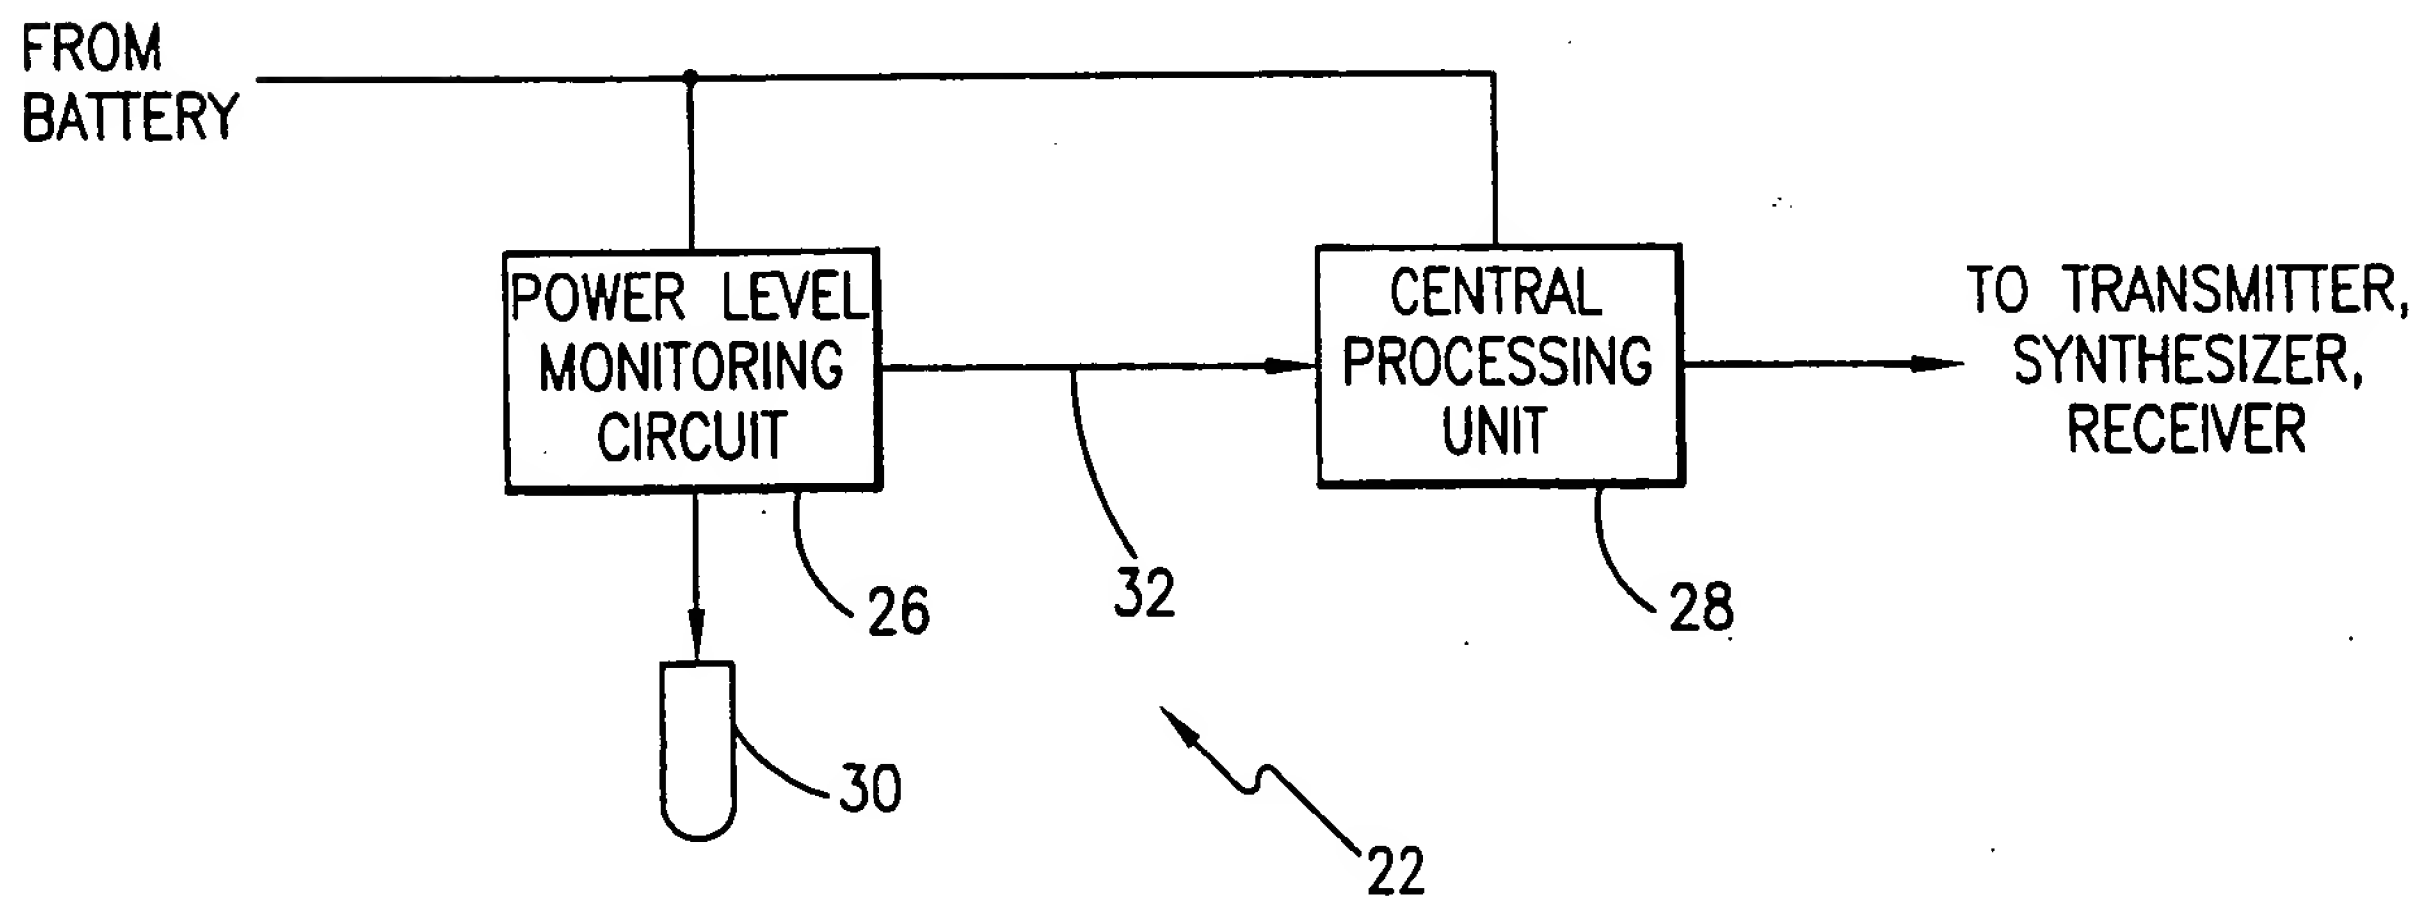 FROM
BATTERY
POWER LEVEL
MONITORING
CIRCUIT
CENTRAL
PROCESSING
UNIT
TO TRANSMITTER,
SYNTHESIZER,
RECEIVER
26
32
28
30
22